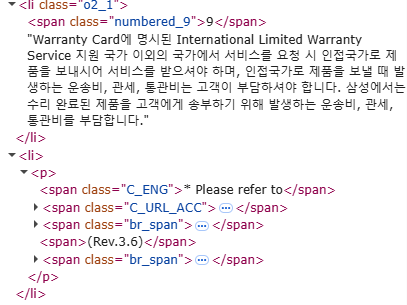 <li class="o2_1">
<span class="numbered_9">9</span>
"Warranty Card에 명시된 International Limited Warranty
Service 지원 국가 이외의 국가에서 서비스를 요청 시 인접국가로 제
품을 보내시어 서비스를 받으셔야 하며, 인접국가로 제품을 보낼 때 발
생하는 운송비, 관세, 통관비는 고객이 부담하셔야 합니다. 삼성에서는
수리 완료된 제품을 고객에게 송부하기 위해 발생하는 운송비, 관세,
통관비를 부담합니다."
</li>
<li>
<p>
<span class="C_ENG">* Please refer to</span>
<span class="C_URL_ACC">…</span>
<span class="br_span">…</span>
<span>(Rev.3.6)</span>
<span class="br_span">…</span>
</p>
</li>